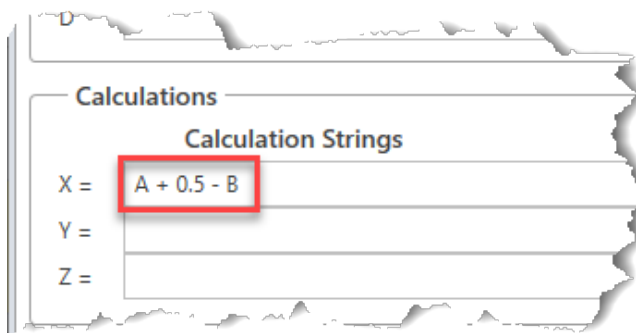 D
Calculations
Calculation Strings
X = A + 0.5 - B
Y =
Z =